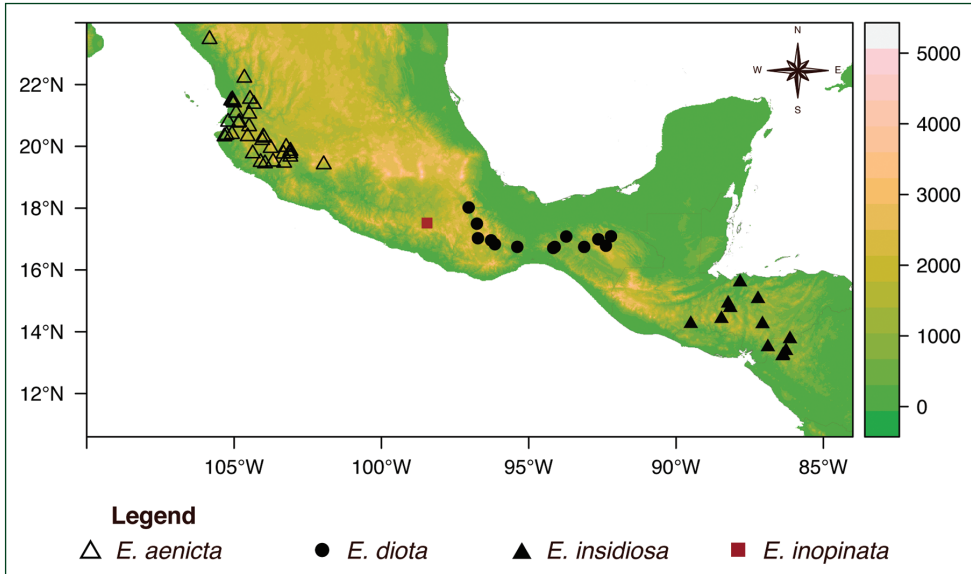 N
W E
S
22°N
20°N
18°N
16°N
14°N
12°N
5000
4000
3000
2000
1000
0
105°W 100°W 95°W 90°W 85°W
Legend
E. aenicta E. diota E. insidiosa E. inopinata